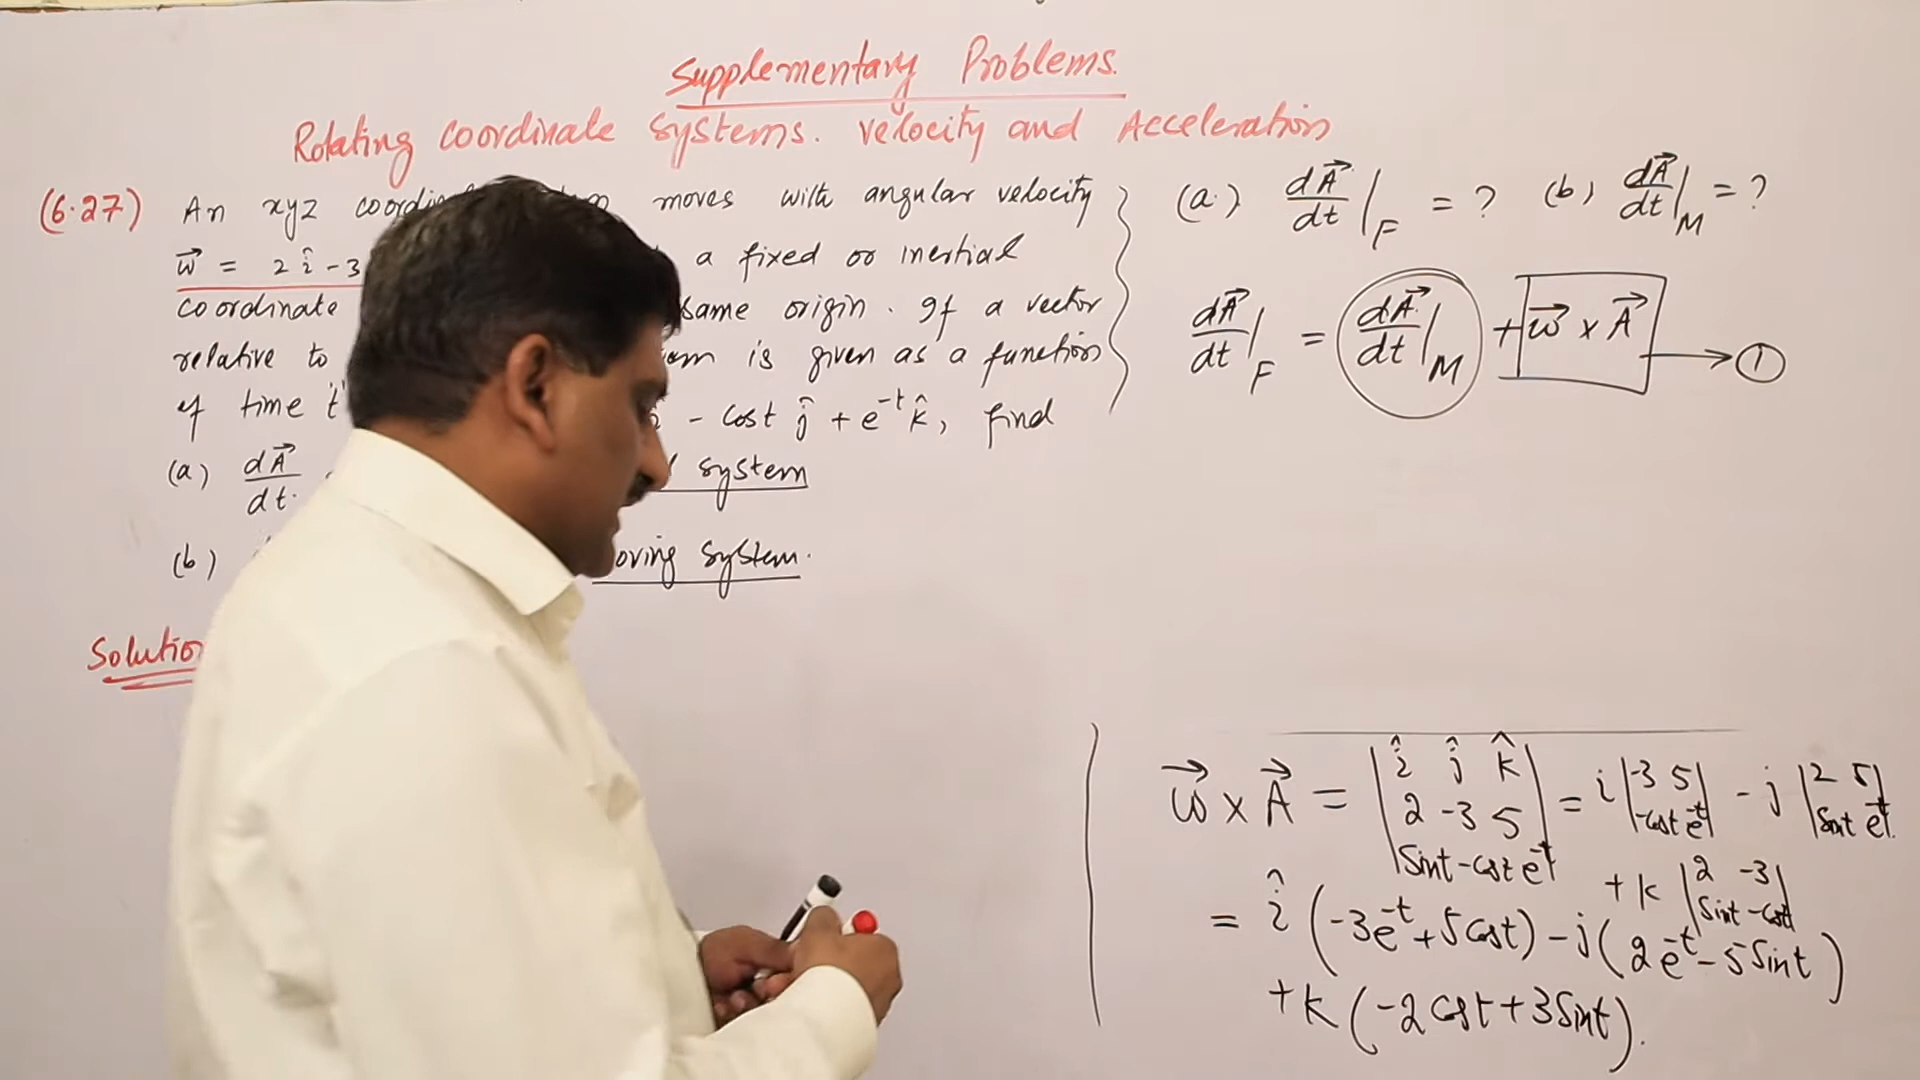 Supplementary Problems.
Rotating coordinate systems. velocity and Acceleration
(6.27) An xyz moves with angular velocity
w⃗ = 2î - 3 a fixed or inertial
coordinate same origin. If a vector
relative to is given as a function
of time t - cost ĵ + e^-t k̂, find
(a) dA⃗/dt system
(b) moving system.
Solution
(a.) dA⃗/dt|F = ? (b) dA⃗/dt|M = ?
dA⃗/dt|F = dA⃗/dt|M + w⃗ x A⃗ → ①
w⃗ x A⃗ = |î ĵ k̂; 2 -3 5; Sint -cost e^-t| = i |-3 5; -cost e^-t| - j |2 5; Sint e^-t|
+ k |2 -3; Sint -cost|
= î (-3e^-t + 5cost) - j (2e^-t - 5Sint)
+ k (-2cost + 3Sint).